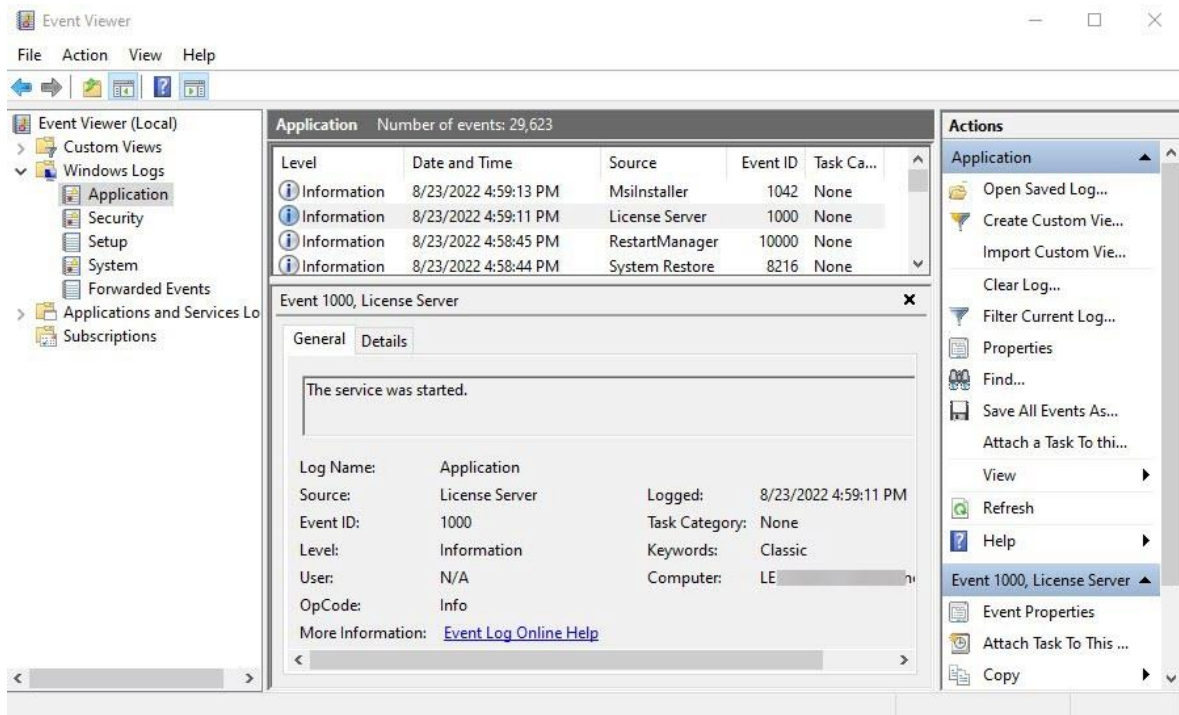 Event Viewer
File Action View Help
Event Viewer (Local)
Custom Views
Windows Logs
Application
Security
Setup
System
Forwarded Events
Applications and Services Lo
Subscriptions
Application Number of events: 29,623
Level Date and Time Source Event ID Task Ca...
Information 8/23/2022 4:59:13 PM MsiInstaller 1042 None
Information 8/23/2022 4:59:11 PM License Server 1000 None
Information 8/23/2022 4:58:45 PM RestartManager 10000 None
Information 8/23/2022 4:58:44 PM System Restore 8216 None
Event 1000, License Server
General Details
The service was started.
Log Name: Application
Source: License Server Logged: 8/23/2022 4:59:11 PM
Event ID: 1000 Task Category: None
Level: Information Keywords: Classic
User: N/A Computer: LE
OpCode: Info
More Information: Event Log Online Help
Actions
Application
Open Saved Log...
Create Custom Vie...
Import Custom Vie...
Clear Log...
Filter Current Log...
Properties
Find...
Save All Events As...
Attach a Task To thi...
View
Refresh
Help
Event 1000, License Server
Event Properties
Attach Task To This ...
Copy